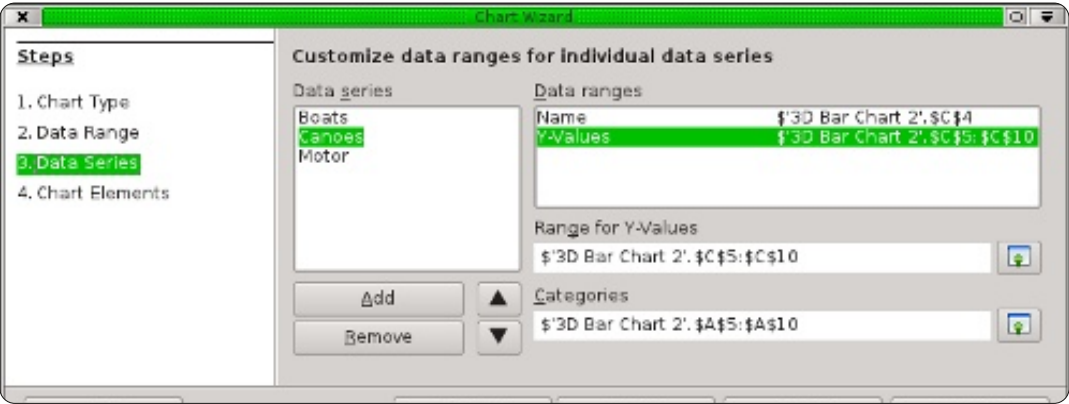 Chart Wizard
Steps
1. Chart Type
2. Data Range
3. Data Series
4. Chart Elements
Customize data ranges for individual data series
Data series
Boats
Canoes
Motor
Add
Remove
Data ranges
Name $'3D Bar Chart 2'.$C$4
Y-Values $'3D Bar Chart 2'.$C$5:$C$10
Range for Y-Values
$'3D Bar Chart 2'.$C$5:$C$10
Categories
$'3D Bar Chart 2'.$A$5:$A$10